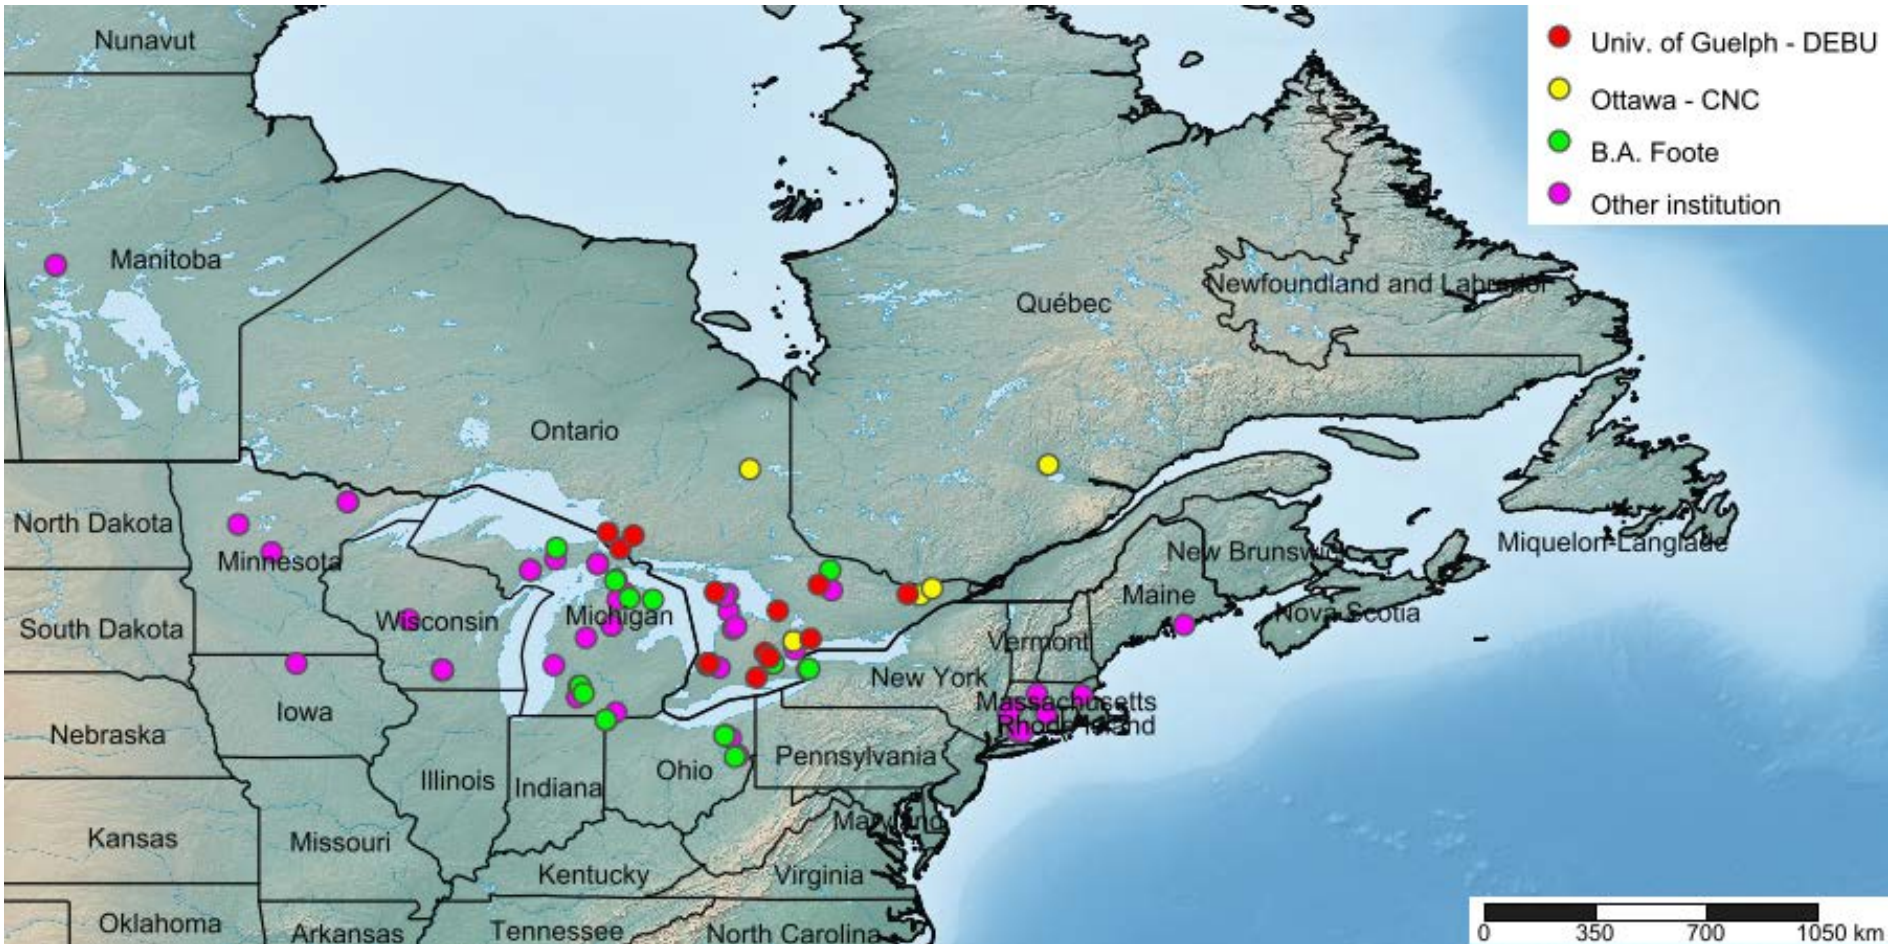 Nunavut
Univ. of Guelph - DEBU
Ottawa - CNC
B.A. Foote
Other institution
Manitoba
Newfoundland and Labrador
Québec
Ontario
North Dakota
Minnesota
New Brunswick
Miquelon-Langlade
Maine
Nova Scotia
South Dakota
Wisconsin
Michigan
Vermont
New York
Massachusetts
Rhode Island
Iowa
Nebraska
Illinois
Indiana
Ohio
Pennsylvania
Maryland
Kansas
Missouri
Kentucky
Virginia
Oklahoma
Arkansas
Tennessee
North Carolina
0 350 700 1050 km